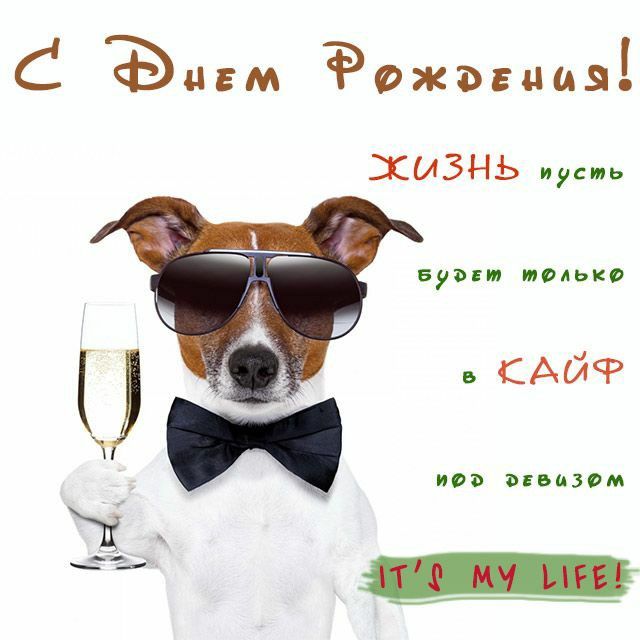 С Днем Рождения!
ЖИЗНЬ пусть
будет только
в КАЙФ
под девизом
IT'S MY LIFE!